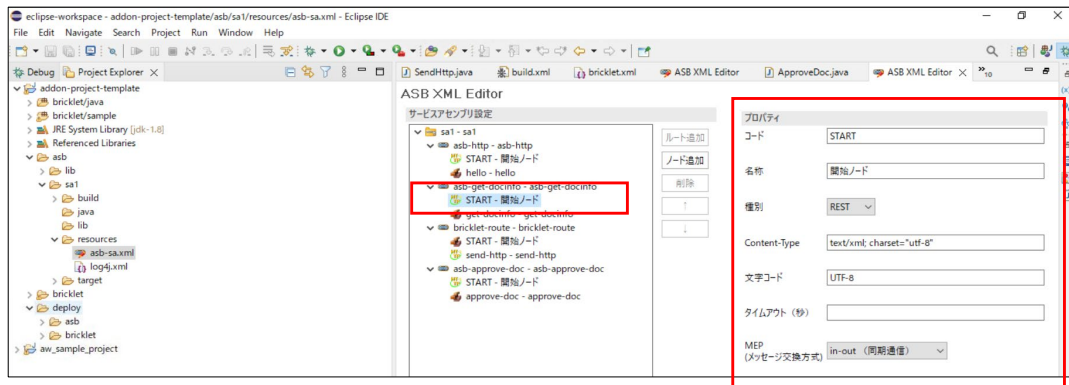 eclipse-workspace - addon-project-template/asb/sa1/resources/asb-sa.xml - Eclipse IDE
File Edit Navigate Search Project Run Window Help
Debug Project Explorer
SendHttp.java build.xml bricklet.xml ASB XML Editor ApproveDoc.java ASB XML Editor »10
addon-project-template
bricklet/java
bricklet/sample
JRE System Library [jdk-1.8]
Referenced Libraries
asb
lib
sa1
build
java
lib
resources
asb-sa.xml
log4j.xml
target
bricklet
deploy
asb
bricklet
aw_sample_project
ASB XML Editor
サービスアセンブリ設定
sa1 - sa1
asb-http - asb-http
START - 開始ノード
hello - hello
asb-get-docinfo - asb-get-docinfo
START - 開始ノード
get-docinfo - get-docinfo
bricklet-route - bricklet-route
START - 開始ノード
send-http - send-http
asb-approve-doc - asb-approve-doc
START - 開始ノード
approve-doc - approve-doc
ルート追加
ノード追加
削除
↑
↓
プロパティ
コード START
名称 開始ノード
種別 REST
Content-Type text/xml; charset="utf-8"
文字コード UTF-8
タイムアウト (秒)
MEP
(メッセージ交換方式) in-out （同期通信）